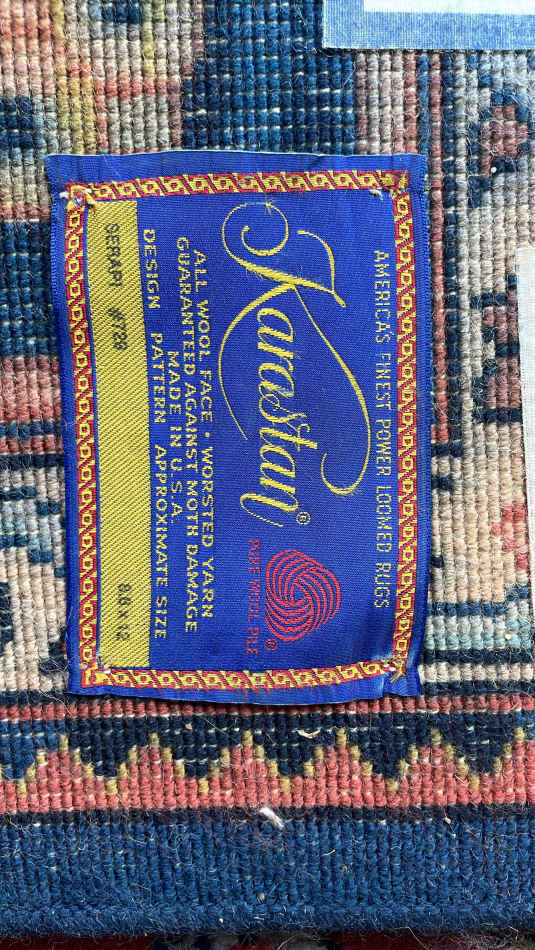 AMERICA'S FINEST POWER LOOMED RUGS
Karastan®
PURE WOOL PILE ®
ALL WOOL FACE • WORSTED YARN
GUARANTEED AGAINST MOTH DAMAGE
MADE IN U.S.A.
DESIGN PATTERN APPROXIMATE SIZE
SERAPI #728 8.8 X 12